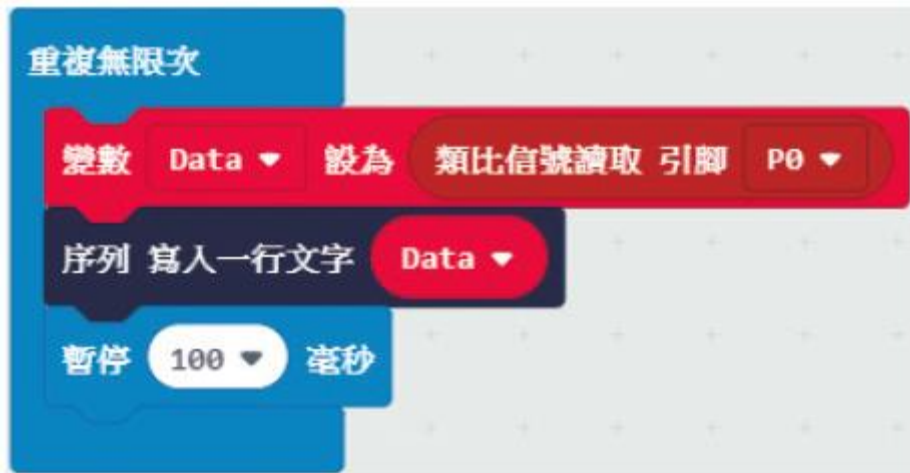 重複無限次
變數 Data 設為 類比信號讀取 引腳 P0
序列 寫入一行文字 Data
暫停 100 毫秒